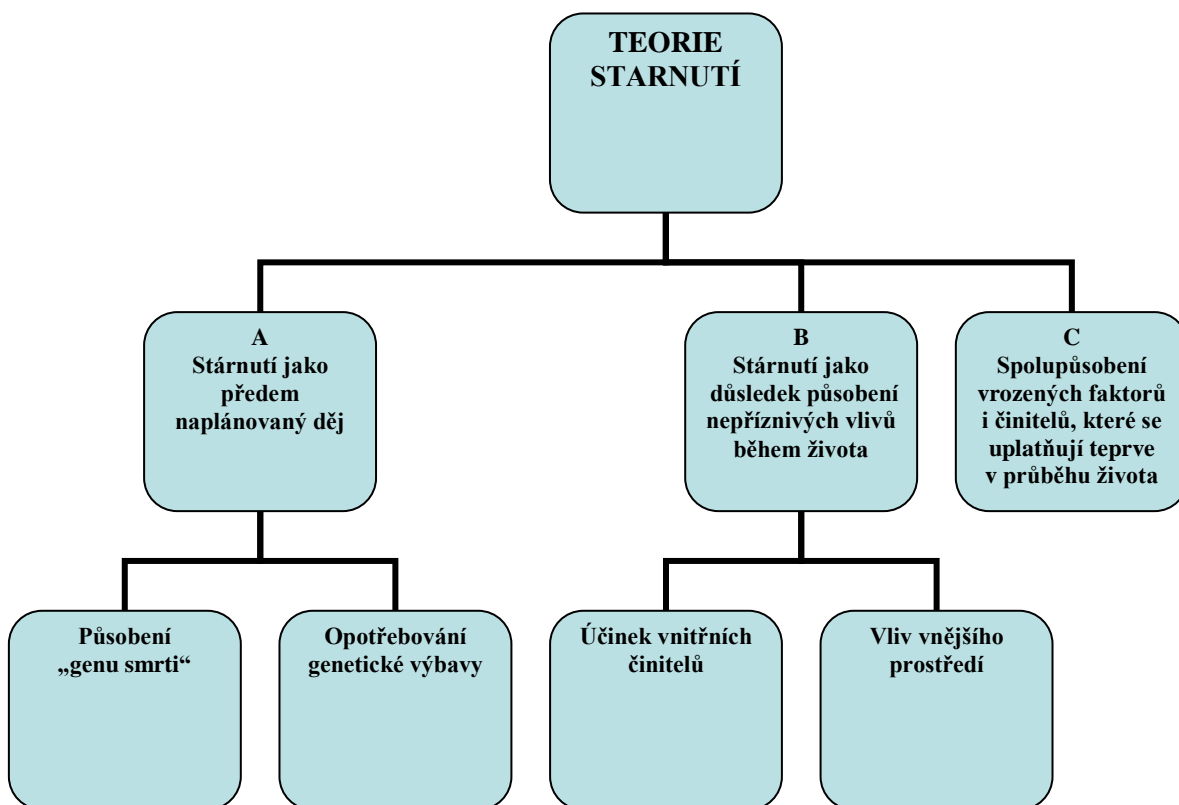 TEORIE
STARNUTÍ
A
Stárnutí jako
předem
naplánovaný děj
B
Stárnutí jako
důsledek působení
nepříznivých vlivů
během života
C
Spolupůsobení
vrozených faktorů
i činitelů, které se
uplatňují teprve
v průběhu života
Působení
„genu smrti“
Opotřebování
genetické výbavy
Účinek vnitřních
činitelů
Vliv vnějšího
prostředí